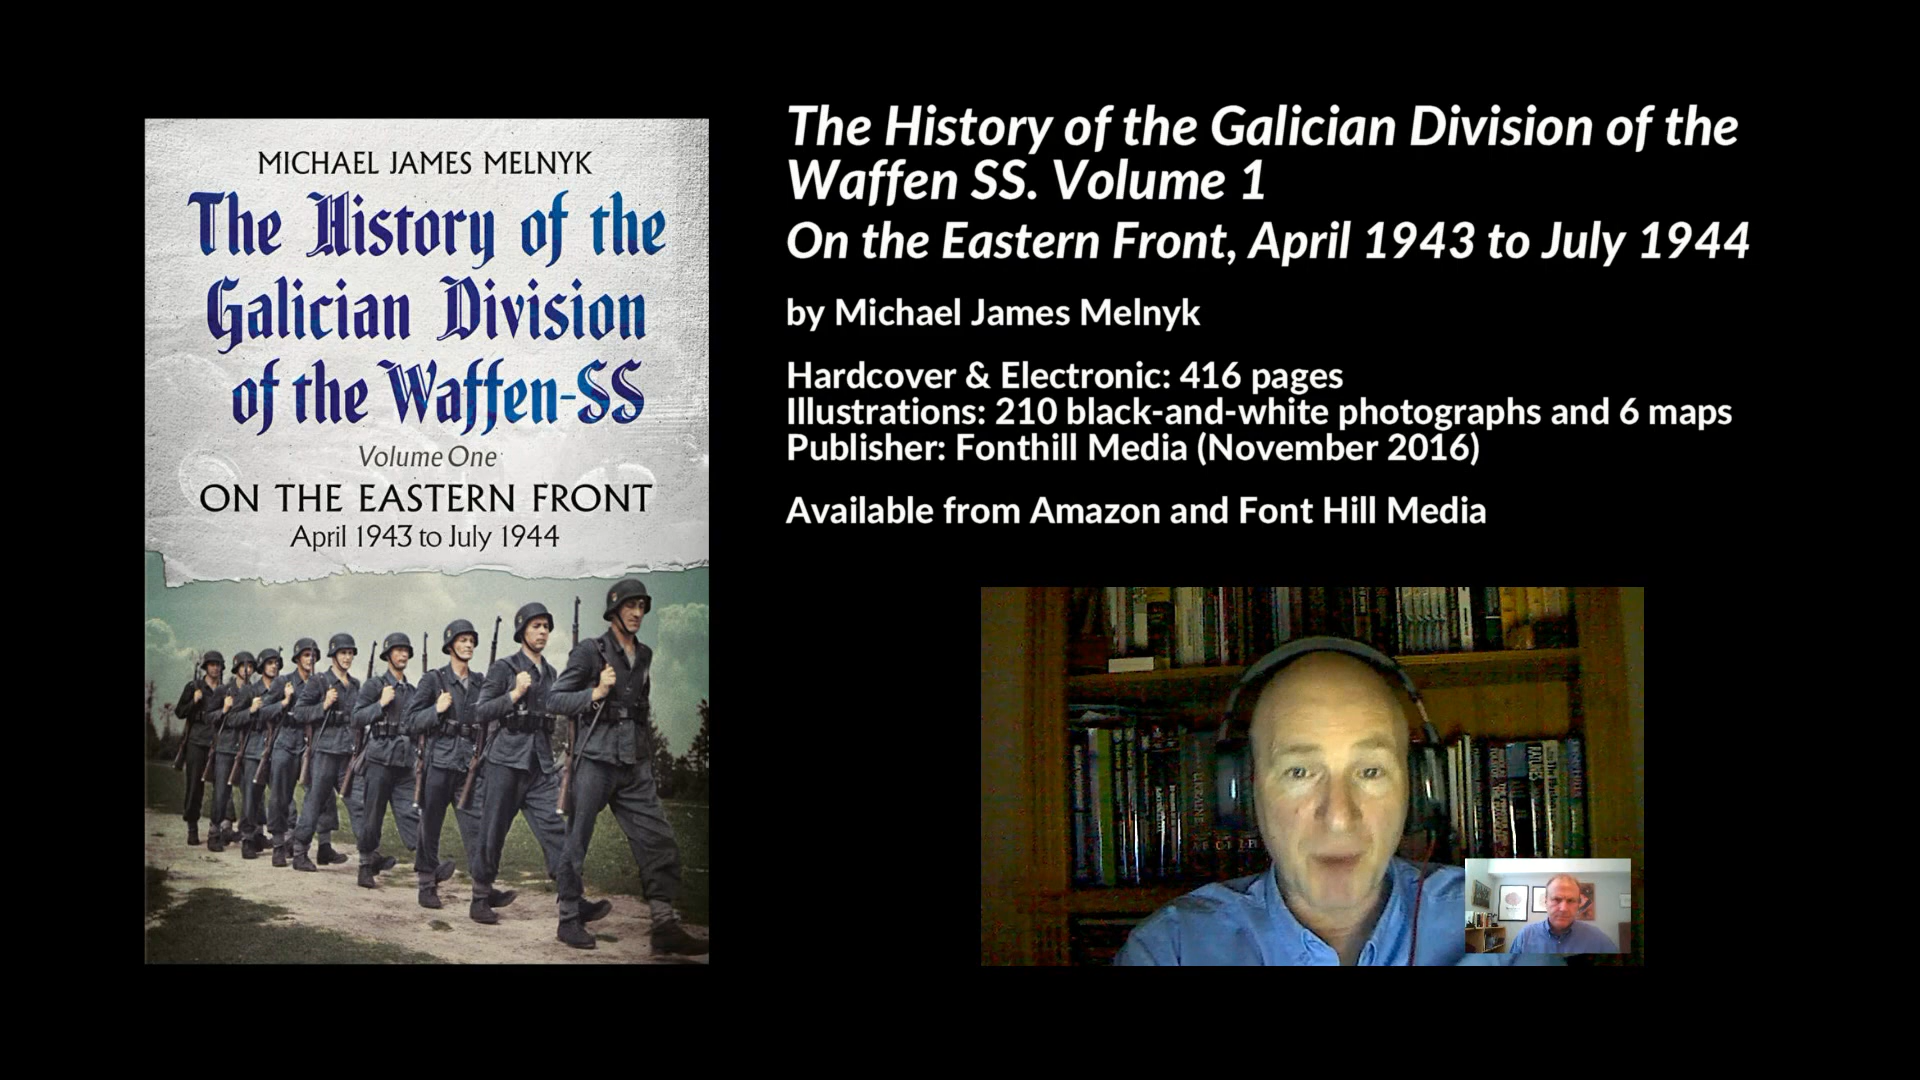 MICHAEL JAMES MELNYK
The History of the
Galician Division
of the Waffen-SS
Volume One
ON THE EASTERN FRONT
April 1943 to July 1944
The History of the Galician Division of the
Waffen SS. Volume 1
On the Eastern Front, April 1943 to July 1944
by Michael James Melnyk
Hardcover & Electronic: 416 pages
Illustrations: 210 black-and-white photographs and 6 maps
Publisher: Fonthill Media (November 2016)
Available from Amazon and Font Hill Media
UKRAINE